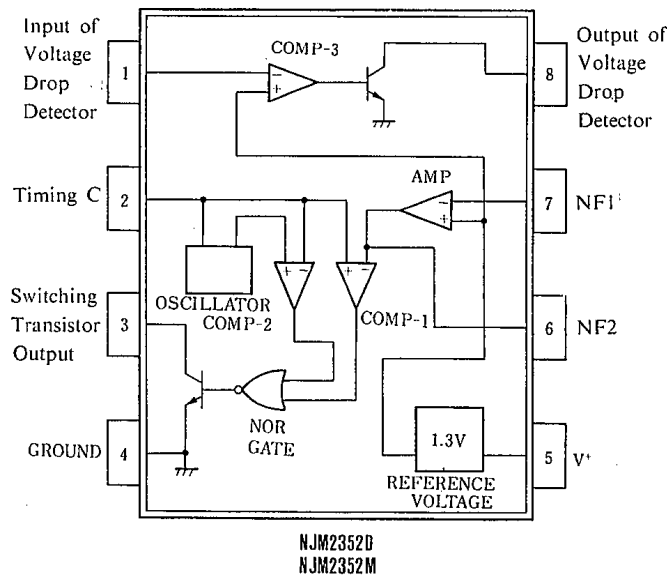 Input of
Voltage
Drop
Detector
1
COMP-3
−
+
Output of
Voltage
Drop
Detector
8
Timing C
2
AMP
−
+
7
NF1
OSCILLATOR
+ −
COMP-2
+ −
COMP-1
Switching
Transistor
Output
3
6
NF2
NOR
GATE
GROUND
4
1.3V
REFERENCE
VOLTAGE
5
V+
NJM2352D
NJM2352M